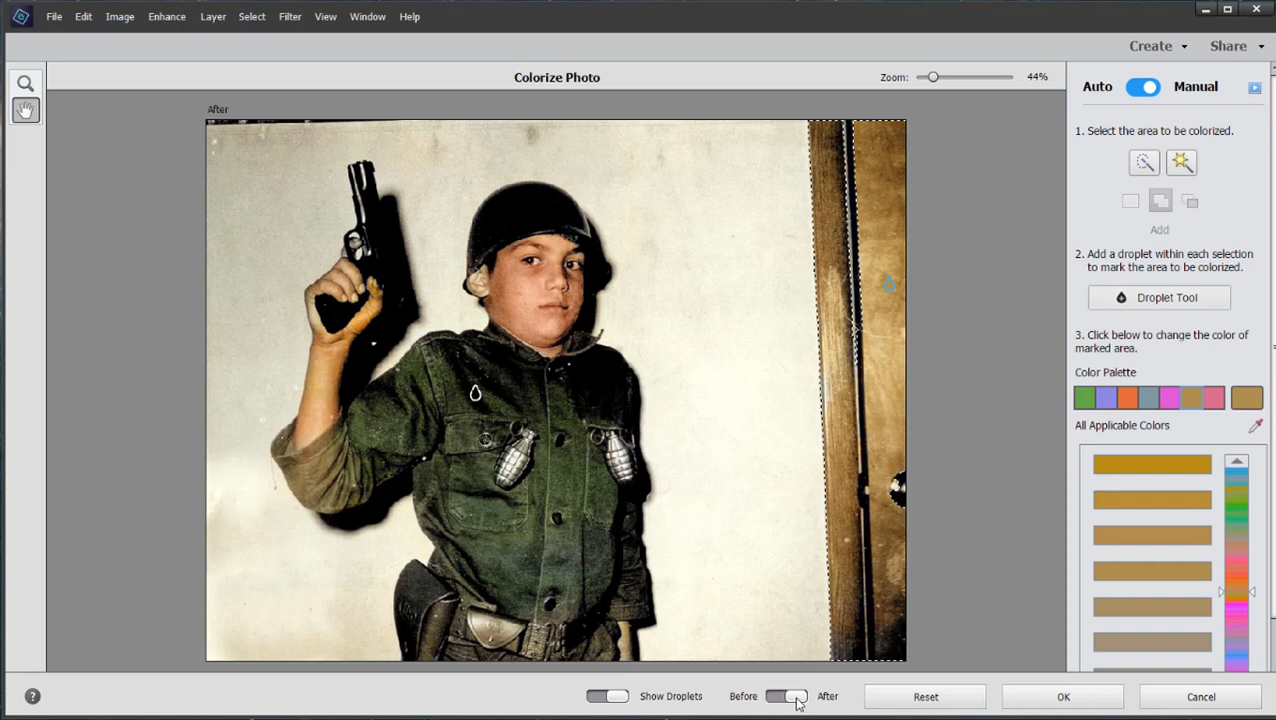 File Edit Image Enhance Layer Select Filter View Window Help
Create Share
Colorize Photo
Zoom: 44%
After
Auto Manual
1. Select the area to be colorized.
Add
2. Add a droplet within each selection
to mark the area to be colorized.
Droplet Tool
3. Click below to change the color of
marked area.
Color Palette
All Applicable Colors
? Show Droplets Before After Reset OK Cancel